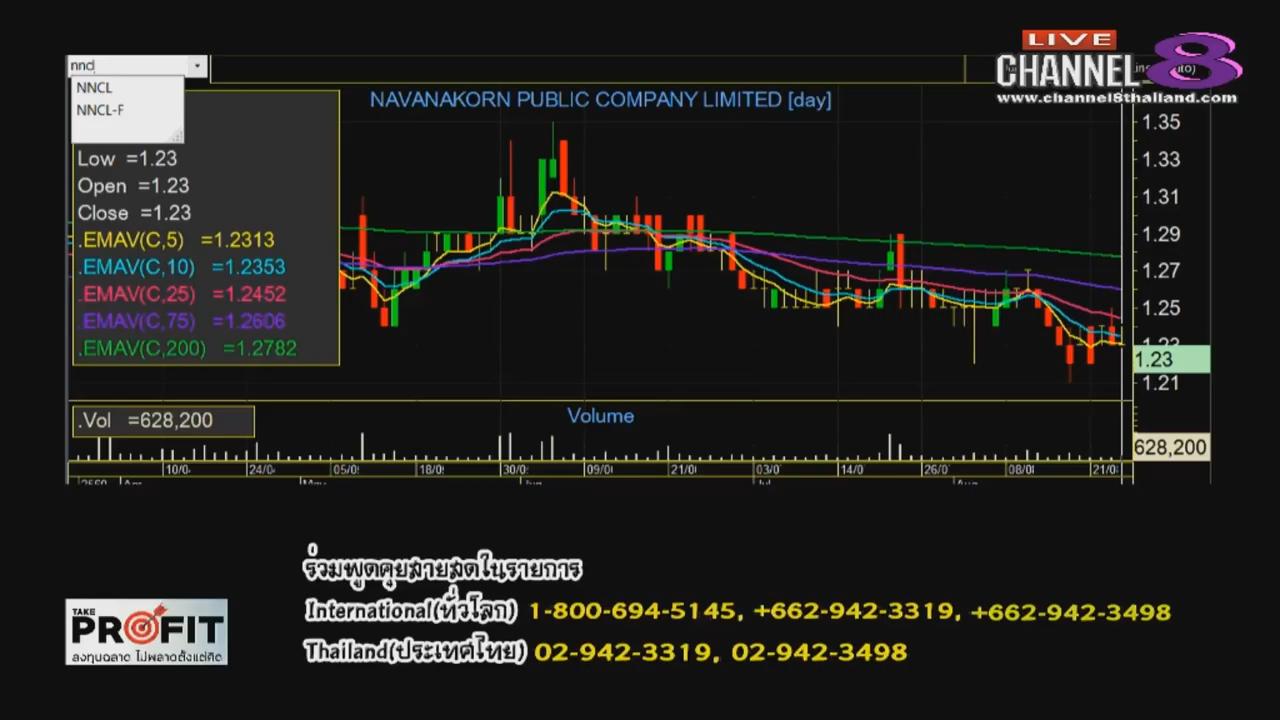 LIVE
CHANNEL 8
www.channel8thailand.com
nncl
NNCL
NNCL-F
NAVANAKORN PUBLIC COMPANY LIMITED [day]
Low =1.23
Open =1.23
Close =1.23
.EMAV(C,5) =1.2313
.EMAV(C,10) =1.2353
.EMAV(C,25) =1.2452
.EMAV(C,75) =1.2606
.EMAV(C,200) =1.2782
1.35
1.33
1.31
1.29
1.27
1.25
1.23
1.23
1.21
.Vol =628,200
Volume
628,200
10/0 24/0 05/0 18/0 30/0 09/0 21/0 03/0 14/0 26/0 08/0 21/0
ร่วมพูดคุยสายสดในรายการ
International(ทั่วโลก) 1-800-694-5145, +662-942-3319, +662-942-3498
Thailand(ประเทศไทย) 02-942-3319, 02-942-3498
TAKE
PROFIT
ลงทุนฉลาด ไม่พลาดตั้งแต่คิด